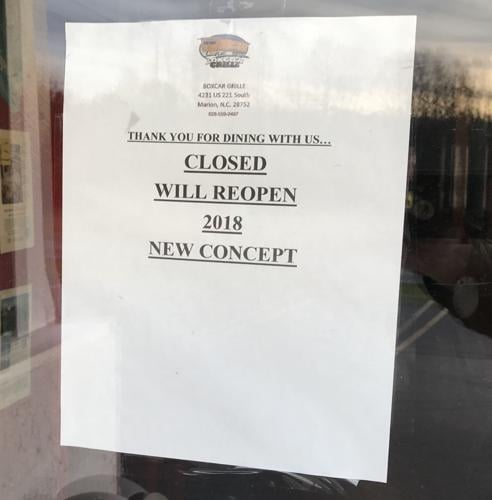 GRILLE
BOXCAR GRILLE
4231 US 221 South
Marion, N.C. 28752
THANK YOU FOR DINING WITH US...
CLOSED
WILL REOPEN
2018
NEW CONCEPT